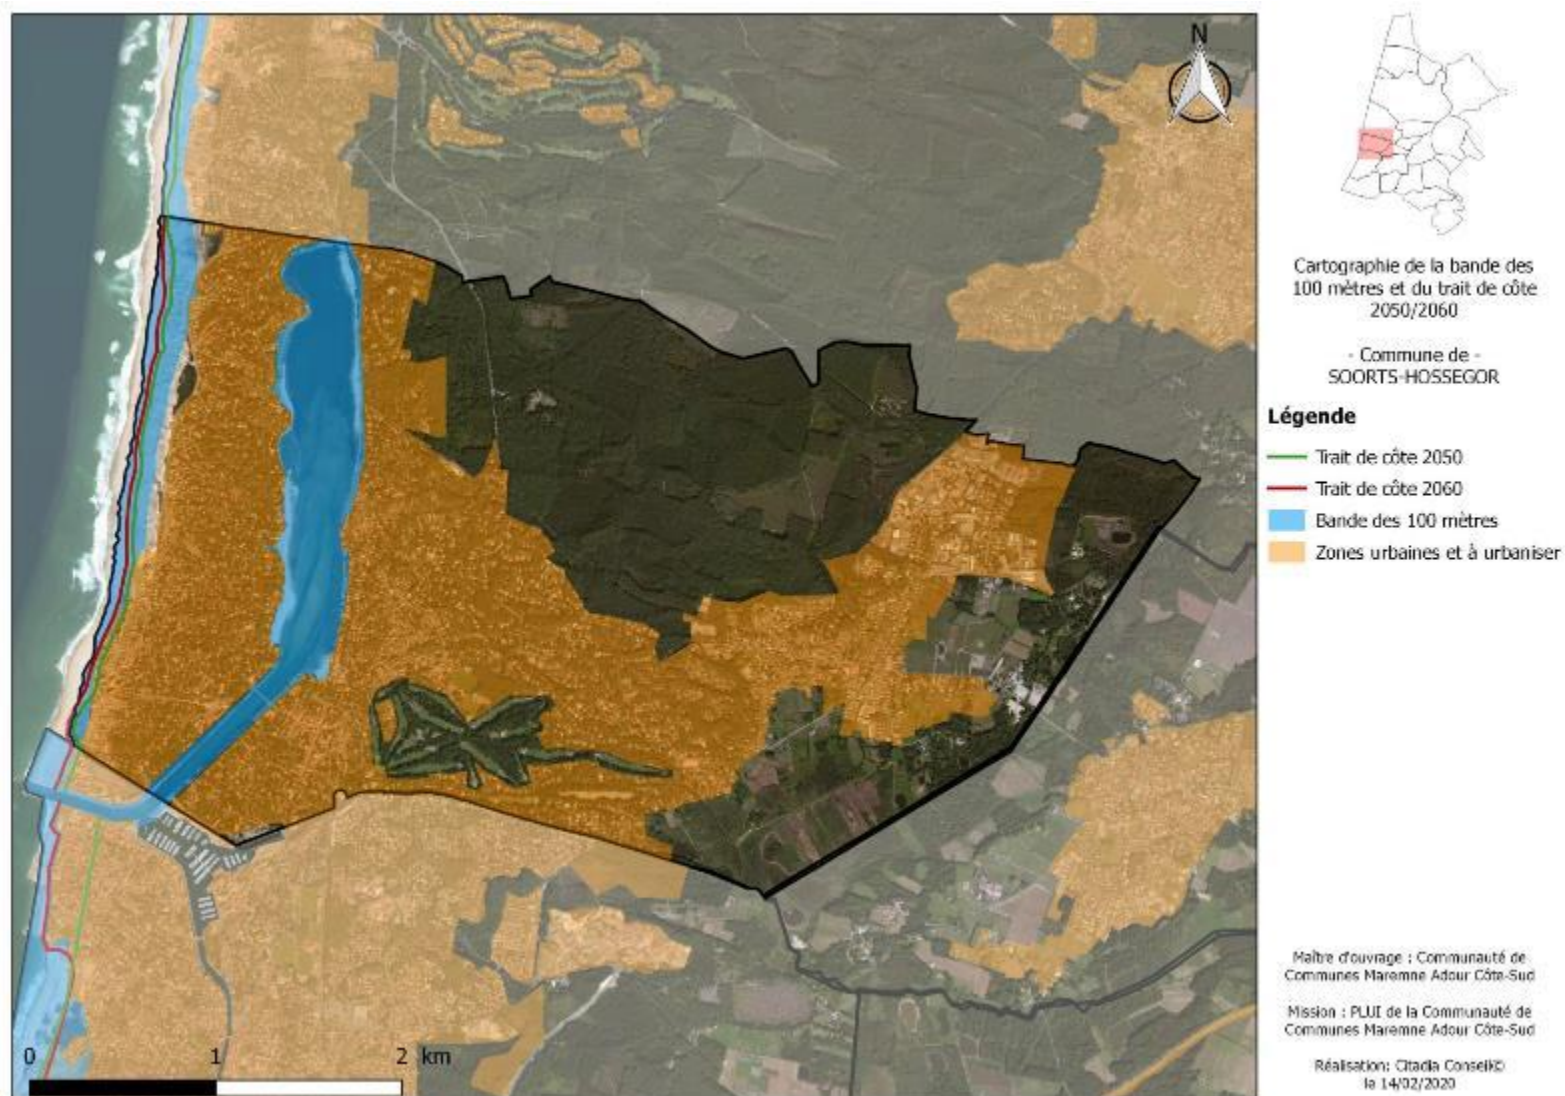 N
Cartographie de la bande des
100 mètres et du trait de côte
2050/2060
- Commune de -
SOORTS-HOSSEGOR
Légende
Trait de côte 2050
Trait de côte 2060
Bande des 100 mètres
Zones urbaines et à urbaniser
Maître d'ouvrage : Communauté de
Communes Maremne Adour Côte-Sud
Mission : PLUI de la Communauté de
Communes Maremne Adour Côte-Sud
Réalisation: Citadia Conseil©
le 14/02/2020
0 1 2 km